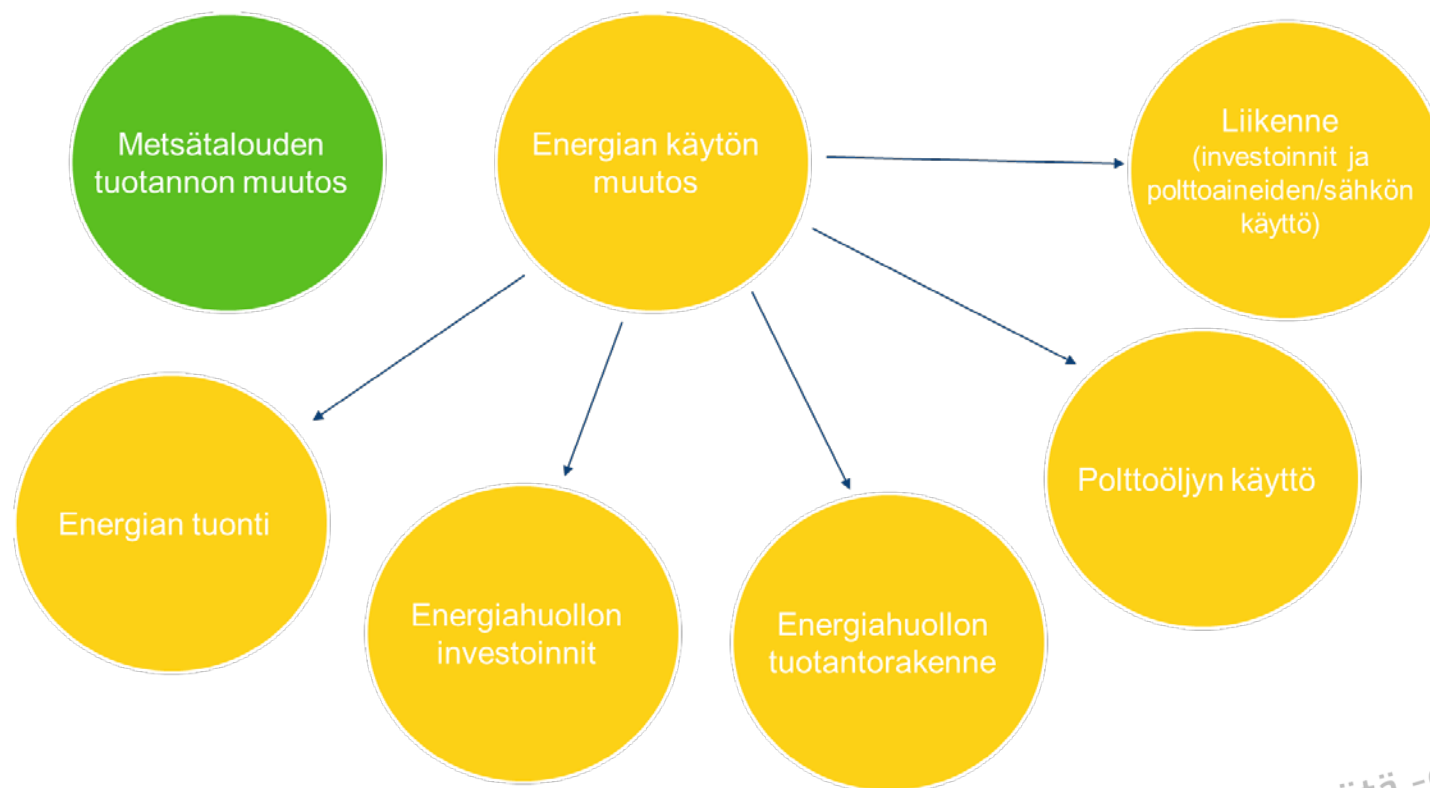 Metsätalouden
tuotannon muutos
Energian käytön
muutos
Liikenne
(investoinnit ja
polttoaineiden/sähkön
käyttö)
Energian tuonti
Energiahuollon
investoinnit
Energiahuollon
tuotantorakenne
Polttoöljyn käyttö